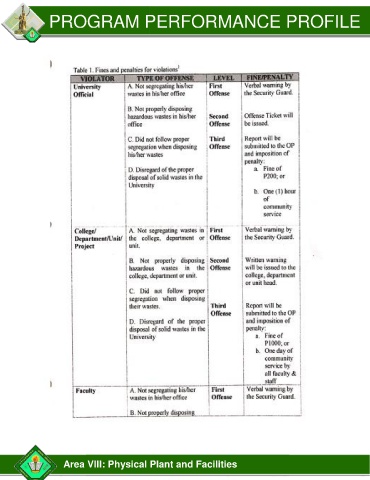 PROGRAM PERFORMANCE PROFILE
Table 1. Fines and penalties for violations¹
VIOLATOR TYPE OF OFFENSE LEVEL FINE/PENALTY
University Official
A. Not segregating his/her
wastes in his/her office
B. Not properly disposing
hazardous wastes in his/her
office
C. Did not follow proper
segregation when disposing
his/her wastes
D. Disregard of the proper
disposal of solid wastes in the
University
First
Offense
Second
Offense
Third
Offense
Verbal warning by
the Security Guard.
Offense Ticket will
be issued.
Report will be
submitted to the OP
and imposition of
penalty:
a. Fine of
P200; or
b. One (1) hour
of
community
service
College/
Department/Unit/
Project
A. Not segregating wastes in
the college, department or
unit.
B. Not properly disposing
hazardous wastes in the
college, department or unit.
C. Did not follow proper
segregation when disposing
their wastes.
D. Disregard of the proper
disposal of solid wastes in the
University
First
Offense
Second
Offense
Third
Offense
Verbal warning by
the Security Guard.
Written warning
will be issued to the
college, department
or unit head.
Report will be
submitted to the OP
and imposition of
penalty:
a. Fine of
P1000; or
b. One day of
community
service by
all faculty &
staff
Faculty
A. Not segregating his/her
wastes in his/her office
B. Not properly disposing
First
Offense
Verbal warning by
the Security Guard.
Area VIII: Physical Plant and Facilities